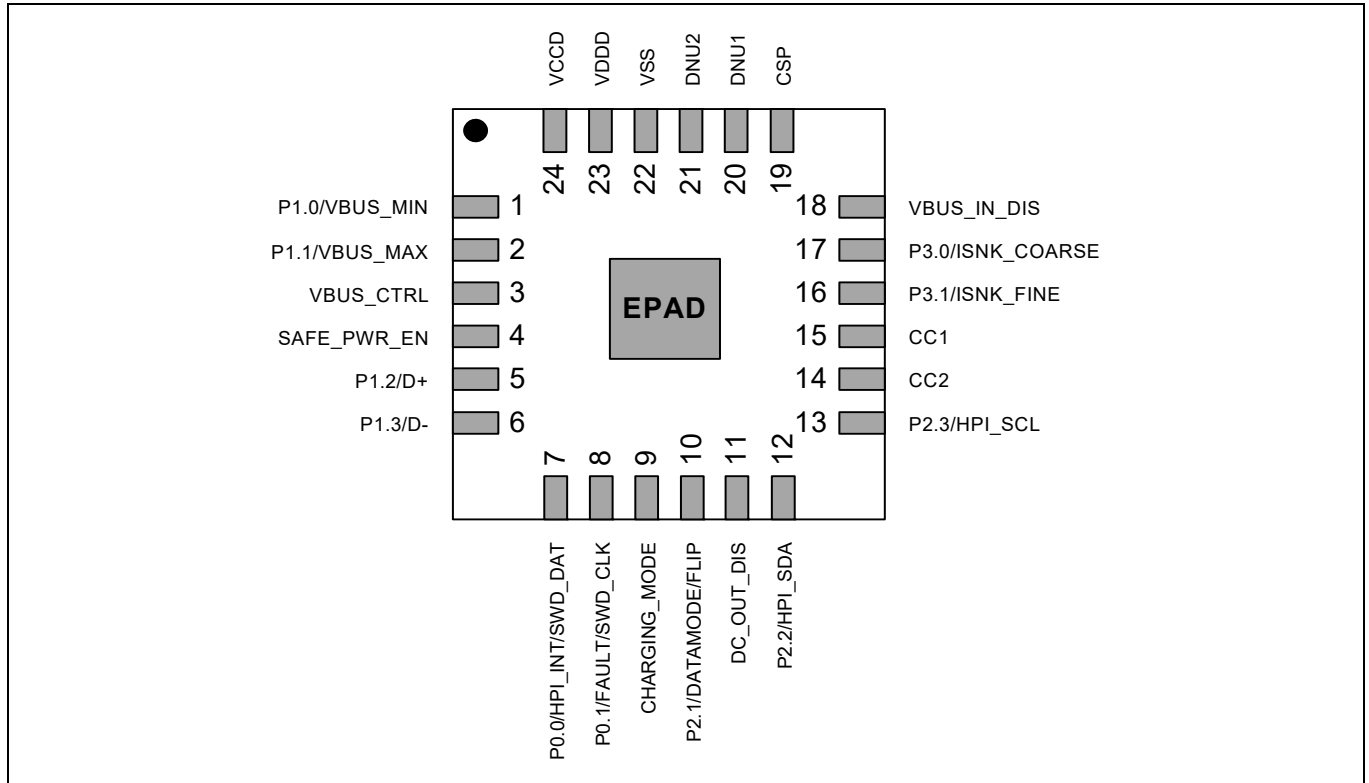 VCCD
VDDD
VSS
DNU2
DNU1
CSP
24
23
22
21
20
19
P1.0/VBUS_MIN 1
P1.1/VBUS_MAX 2
VBUS_CTRL 3
SAFE_PWR_EN 4
P1.2/D+ 5
P1.3/D- 6
EPAD
18 VBUS_IN_DIS
17 P3.0/ISNK_COARSE
16 P3.1/ISNK_FINE
15 CC1
14 CC2
13 P2.3/HPI_SCL
7
8
9
10
11
12
P0.0/HPI_INT/SWD_DAT
P0.1/FAULT/SWD_CLK
CHARGING_MODE
P2.1/DATAMODE/FLIP
DC_OUT_DIS
P2.2/HPI_SDA